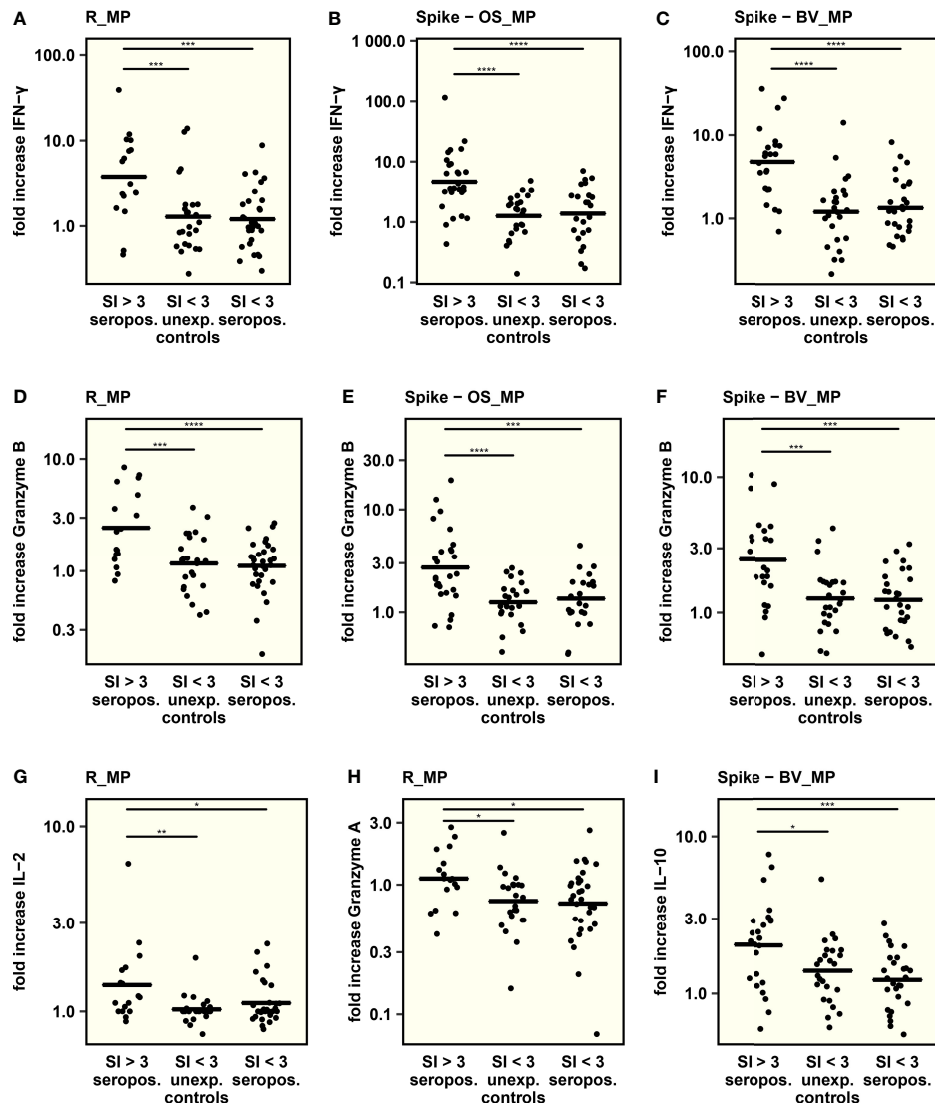 A
R_MP
fold increase IFN−γ
100.0
10.0
1.0
***
***
SI > 3 SI < 3 SI < 3
seropos. unexp. seropos.
controls
B
Spike − OS_MP
fold increase IFN−γ
1 000.0
100.0
10.0
1.0
0.1
****
****
SI > 3 SI < 3 SI < 3
seropos. unexp. seropos.
controls
C
Spike − BV_MP
fold increase IFN−γ
100.0
10.0
1.0
****
****
SI > 3 SI < 3 SI < 3
seropos. unexp. seropos.
controls
D
R_MP
fold increase Granzyme B
10.0
3.0
1.0
0.3
****
***
SI > 3 SI < 3 SI < 3
seropos. unexp. seropos.
controls
E
Spike − OS_MP
fold increase Granzyme B
30.0
10.0
3.0
1.0
***
****
SI > 3 SI < 3 SI < 3
seropos. unexp. seropos.
controls
F
Spike − BV_MP
fold increase Granzyme B
10.0
3.0
1.0
***
***
SI > 3 SI < 3 SI < 3
seropos. unexp. seropos.
controls
G
R_MP
fold increase IL−2
10.0
3.0
1.0
*
**
SI > 3 SI < 3 SI < 3
seropos. unexp. seropos.
controls
H
R_MP
fold increase Granzyme A
3.0
1.0
0.3
0.1
*
*
SI > 3 SI < 3 SI < 3
seropos. unexp. seropos.
controls
I
Spike − BV_MP
fold increase IL−10
10.0
3.0
1.0
***
*
SI > 3 SI < 3 SI < 3
seropos. unexp. seropos.
controls